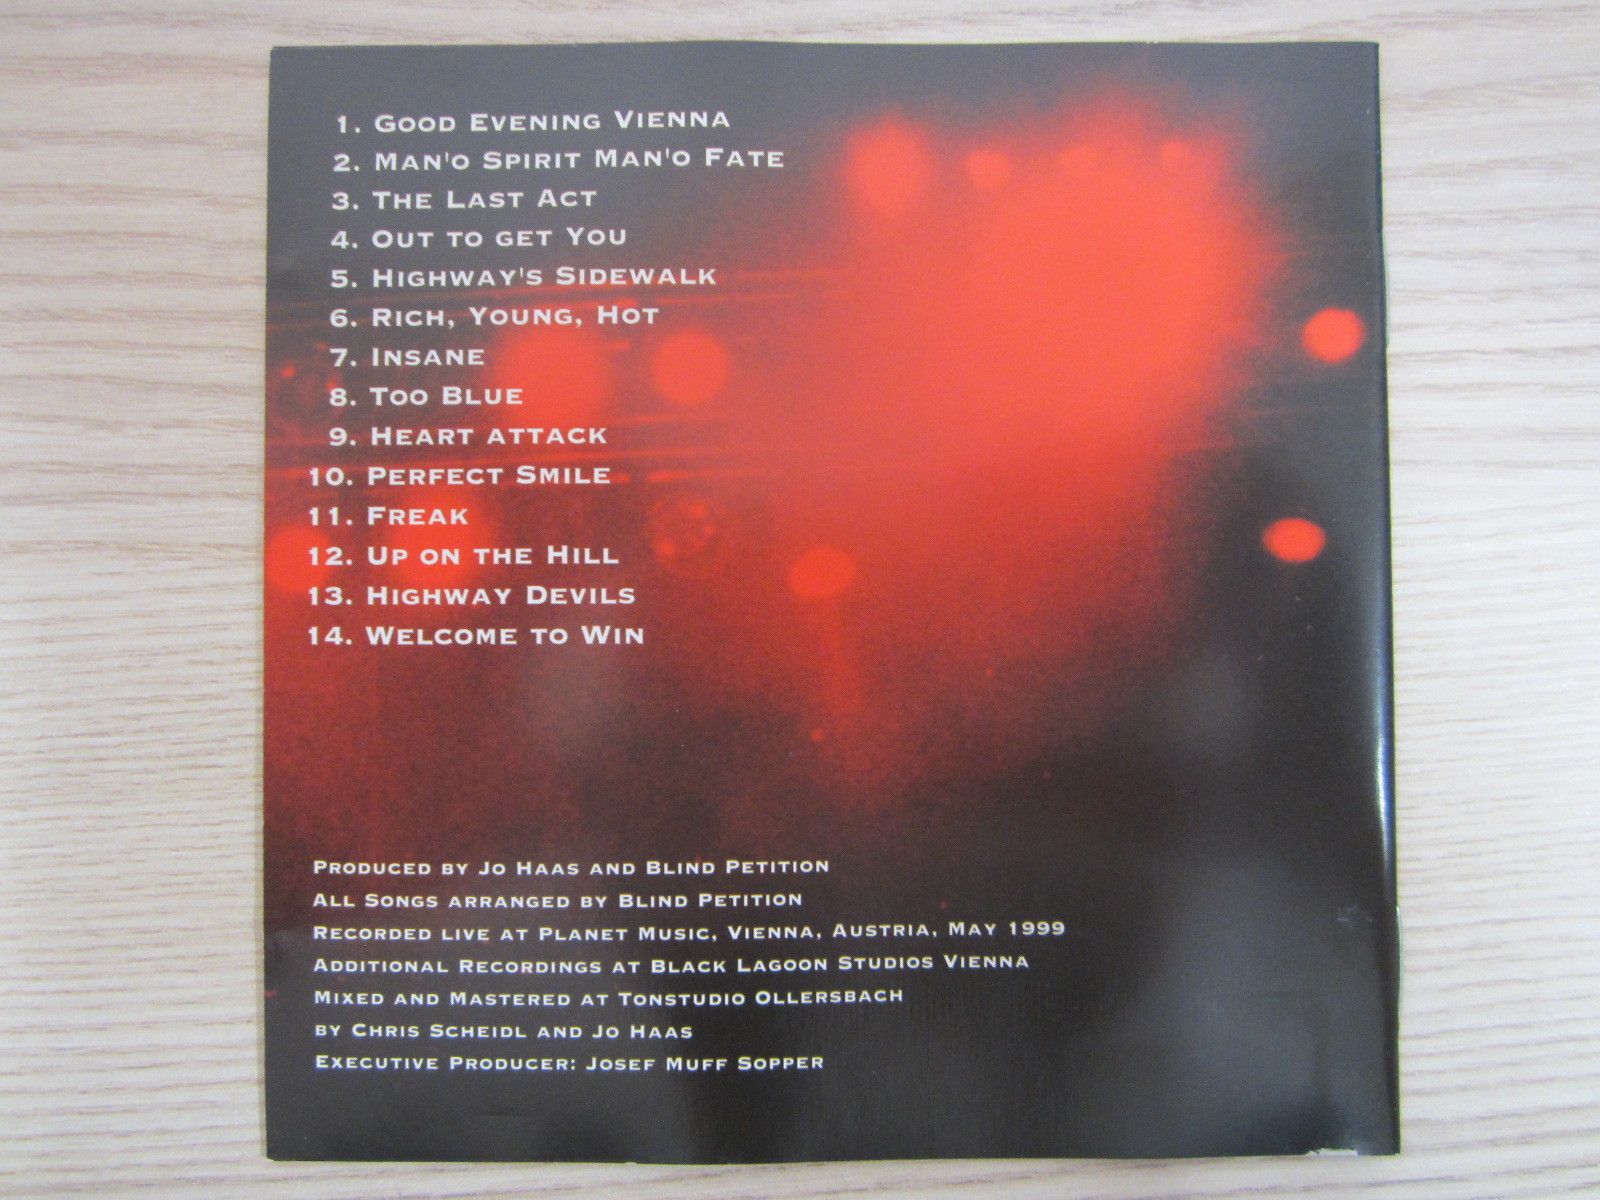 1. Good Evening Vienna
2. Man'o Spirit Man'o Fate
3. The Last Act
4. Out to get You
5. Highway's Sidewalk
6. Rich, Young, Hot
7. Insane
8. Too Blue
9. Heart attack
10. Perfect Smile
11. Freak
12. Up on the Hill
13. Highway Devils
14. Welcome to Win
Produced by Jo Haas and Blind Petition
All Songs arranged by Blind Petition
Recorded live at Planet Music, Vienna, Austria, May 1999
Additional Recordings at Black Lagoon Studios Vienna
Mixed and Mastered at Tonstudio Ollersbach
by Chris Scheidl and Jo Haas
Executive Producer: Josef Muff Sopper